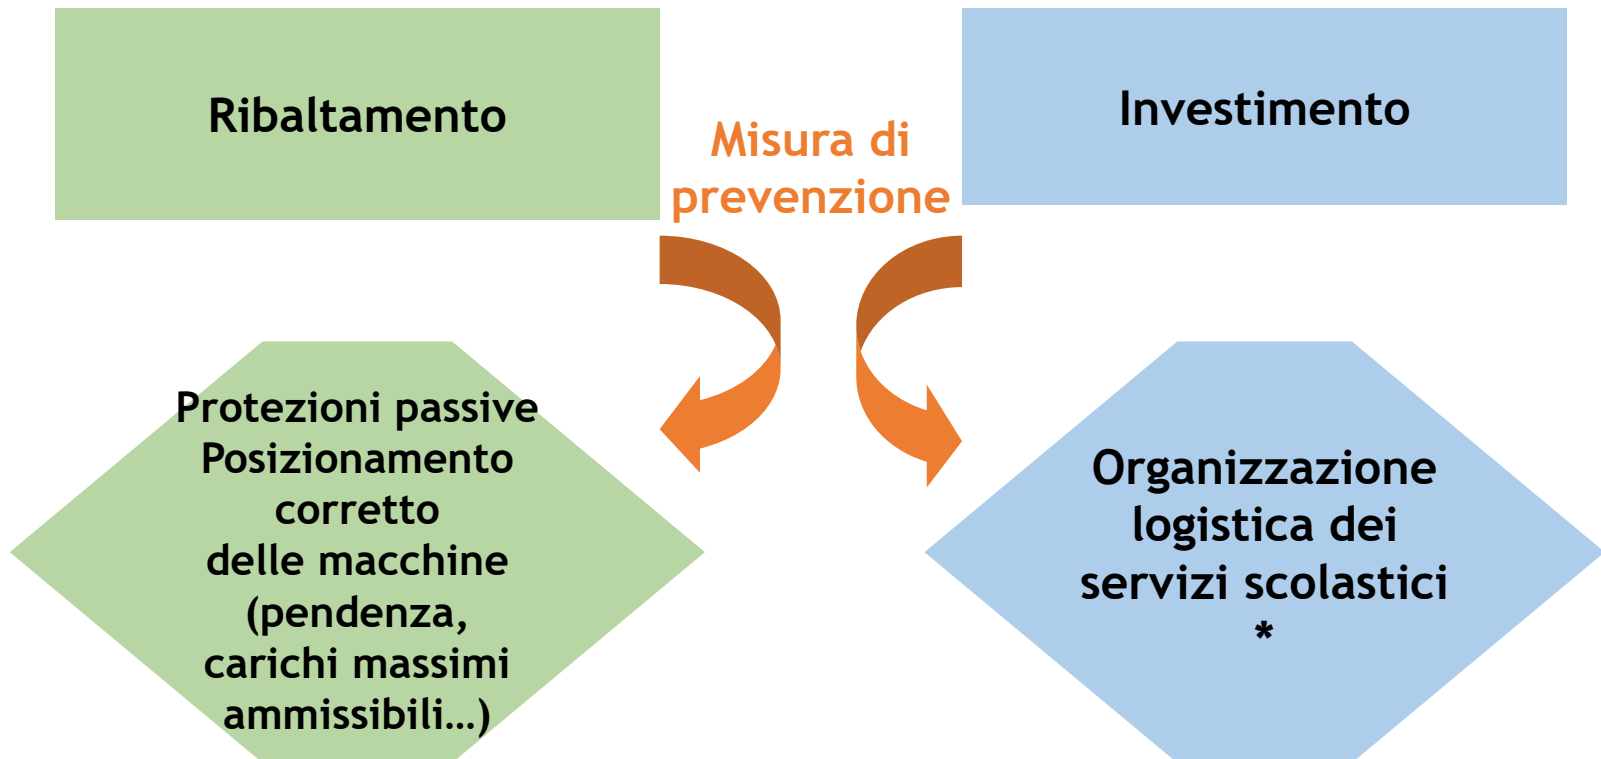 Ribaltamento
Investimento
Misura di
prevenzione
Protezioni passive
Posizionamento
corretto
delle macchine
(pendenza,
carichi massimi
ammissibili…)
Organizzazione
logistica dei
servizi scolastici
*